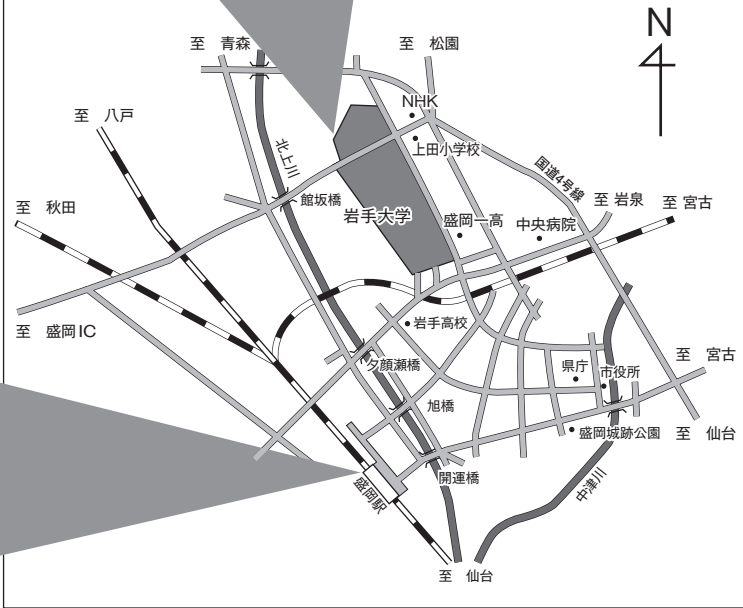 N
至 青森
至 松園
NHK
至 八戸
上田小学校
北上川
国道4号線
館坂橋
至 岩泉
至 宮古
至 秋田
岩手大学
盛岡一高
中央病院
至 盛岡IC
岩手高校
夕顔瀬橋
県庁
市役所
至 宮古
旭橋
盛岡城跡公園
至 仙台
開運橋
盛岡駅
中津川
至 仙台